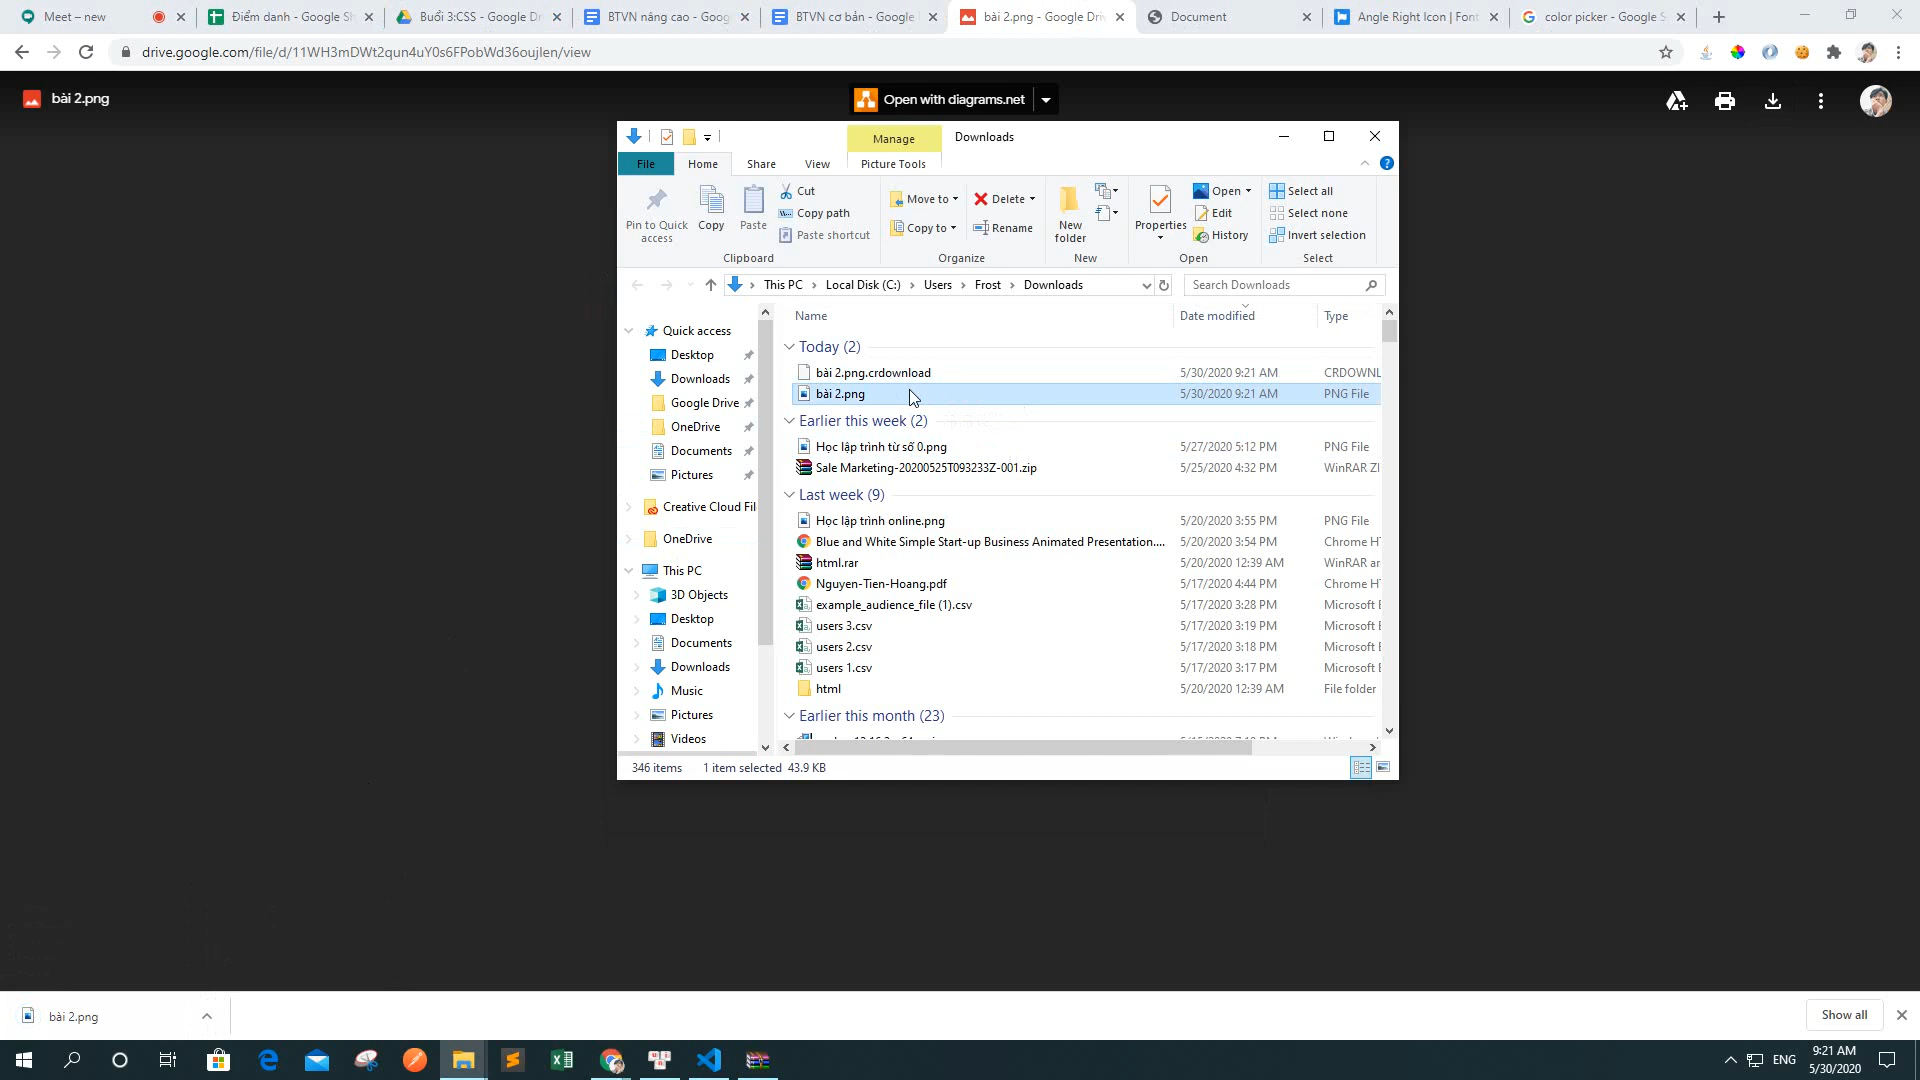 Meet – new
Điểm danh - Google Sh
Buổi 3:CSS - Google Dr
BTVN nâng cao - Goog
BTVN cơ bản - Google
bài 2.png - Google Driv
Document
Angle Right Icon | Font
color picker - Google S
drive.google.com/file/d/11WH3mDWt2qun4uY0s6FPobWd36oujlen/view
bài 2.png
Open with diagrams.net
Manage
Downloads
File
Home
Share
View
Picture Tools
Pin to Quick access
Copy
Paste
Cut
Copy path
Paste shortcut
Clipboard
Move to
Copy to
Delete
Rename
Organize
New folder
New
Properties
Open
Edit
History
Open
Select all
Select none
Invert selection
Select
This PC > Local Disk (C:) > Users > Frost > Downloads
Search Downloads
Quick access
Desktop
Downloads
Google Drive
OneDrive
Documents
Pictures
Creative Cloud Fil
OneDrive
This PC
3D Objects
Desktop
Documents
Downloads
Music
Pictures
Videos
Name Date modified Type
Today (2)
bài 2.png.crdownload 5/30/2020 9:21 AM CRDOWNL
bài 2.png 5/30/2020 9:21 AM PNG File
Earlier this week (2)
Học lập trình từ số 0.png 5/27/2020 5:12 PM PNG File
Sale Marketing-20200525T093233Z-001.zip 5/25/2020 4:32 PM WinRAR ZI
Last week (9)
Học lập trình online.png 5/20/2020 3:55 PM PNG File
Blue and White Simple Start-up Business Animated Presentation.... 5/20/2020 3:54 PM Chrome HT
html.rar 5/20/2020 12:39 AM WinRAR ar
Nguyen-Tien-Hoang.pdf 5/17/2020 4:44 PM Chrome HT
example_audience_file (1).csv 5/17/2020 3:28 PM Microsoft E
users 3.csv 5/17/2020 3:19 PM Microsoft E
users 2.csv 5/17/2020 3:18 PM Microsoft E
users 1.csv 5/17/2020 3:17 PM Microsoft E
html 5/20/2020 12:39 AM File folder
Earlier this month (23)
346 items 1 item selected 43.9 KB
bài 2.png
Show all
ENG
9:21 AM
5/30/2020